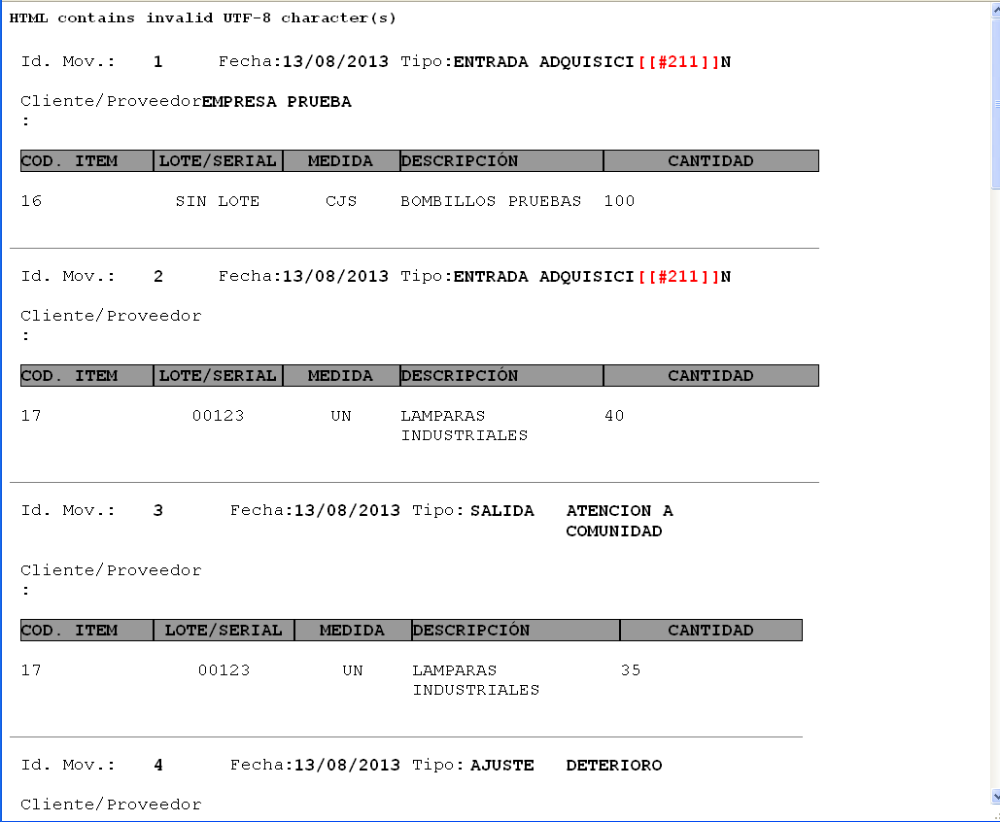 HTML contains invalid UTF-8 character(s)
Id. Mov.: 1 Fecha:13/08/2013 Tipo:ENTRADA ADQUISICI[[#211]]N
Cliente/ProveedorEMPRESA PRUEBA
:
COD. ITEM LOTE/SERIAL MEDIDA DESCRIPCIÓN CANTIDAD
16 SIN LOTE CJS BOMBILLOS PRUEBAS 100
Id. Mov.: 2 Fecha:13/08/2013 Tipo:ENTRADA ADQUISICI[[#211]]N
Cliente/Proveedor
:
COD. ITEM LOTE/SERIAL MEDIDA DESCRIPCIÓN CANTIDAD
17 00123 UN LAMPARAS 40
INDUSTRIALES
Id. Mov.: 3 Fecha:13/08/2013 Tipo: SALIDA ATENCION A
COMUNIDAD
Cliente/Proveedor
:
COD. ITEM LOTE/SERIAL MEDIDA DESCRIPCIÓN CANTIDAD
17 00123 UN LAMPARAS 35
INDUSTRIALES
Id. Mov.: 4 Fecha:13/08/2013 Tipo: AJUSTE DETERIORO
Cliente/Proveedor